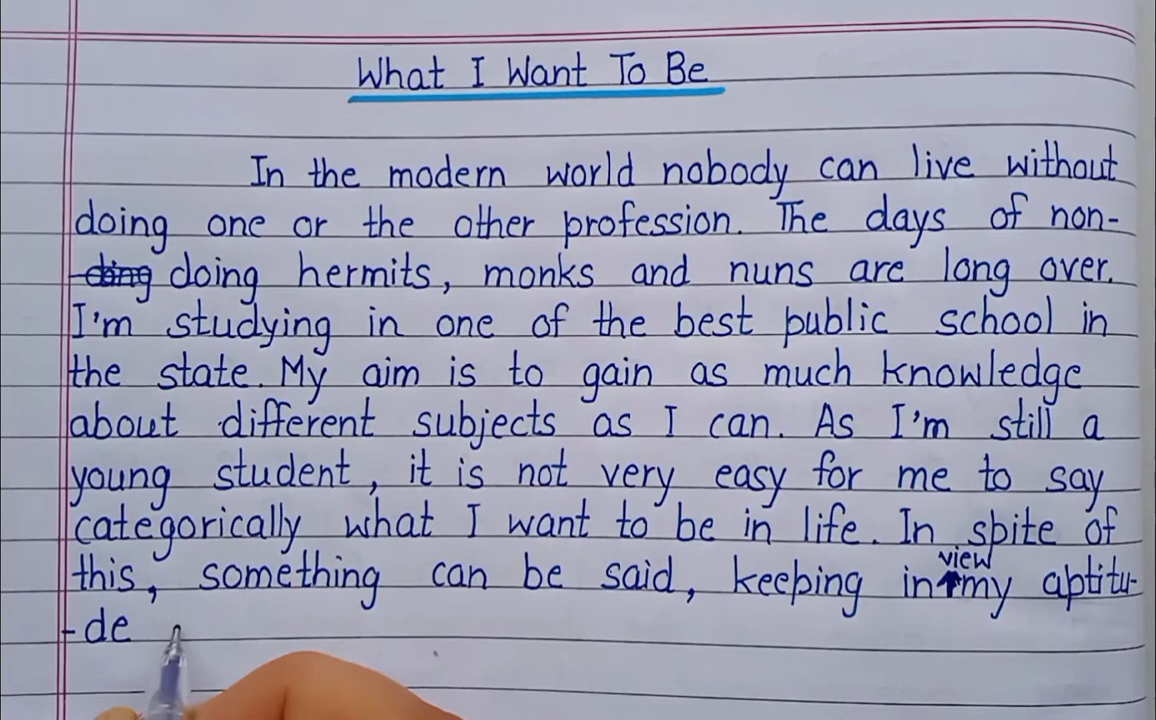 What I Want To Be
In the modern world nobody can live without
doing one or the other profession. The days of non-
-doing doing hermits, monks and nuns are long over.
I'm studying in one of the best public school in
the state. My aim is to gain as much knowledge
about different subjects as I can. As I'm still a
young student, it is not very easy for me to say
categorically what I want to be in life. In spite of
this, something can be said, keeping in view my aptitu-
-de